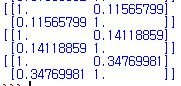 [[1.         0.11565799]
 [0.11565799 1.        ]]
[[1.         0.14118859]
 [0.14118859 1.        ]]
[[1.         0.34769981]
 [0.34769981 1.        ]]